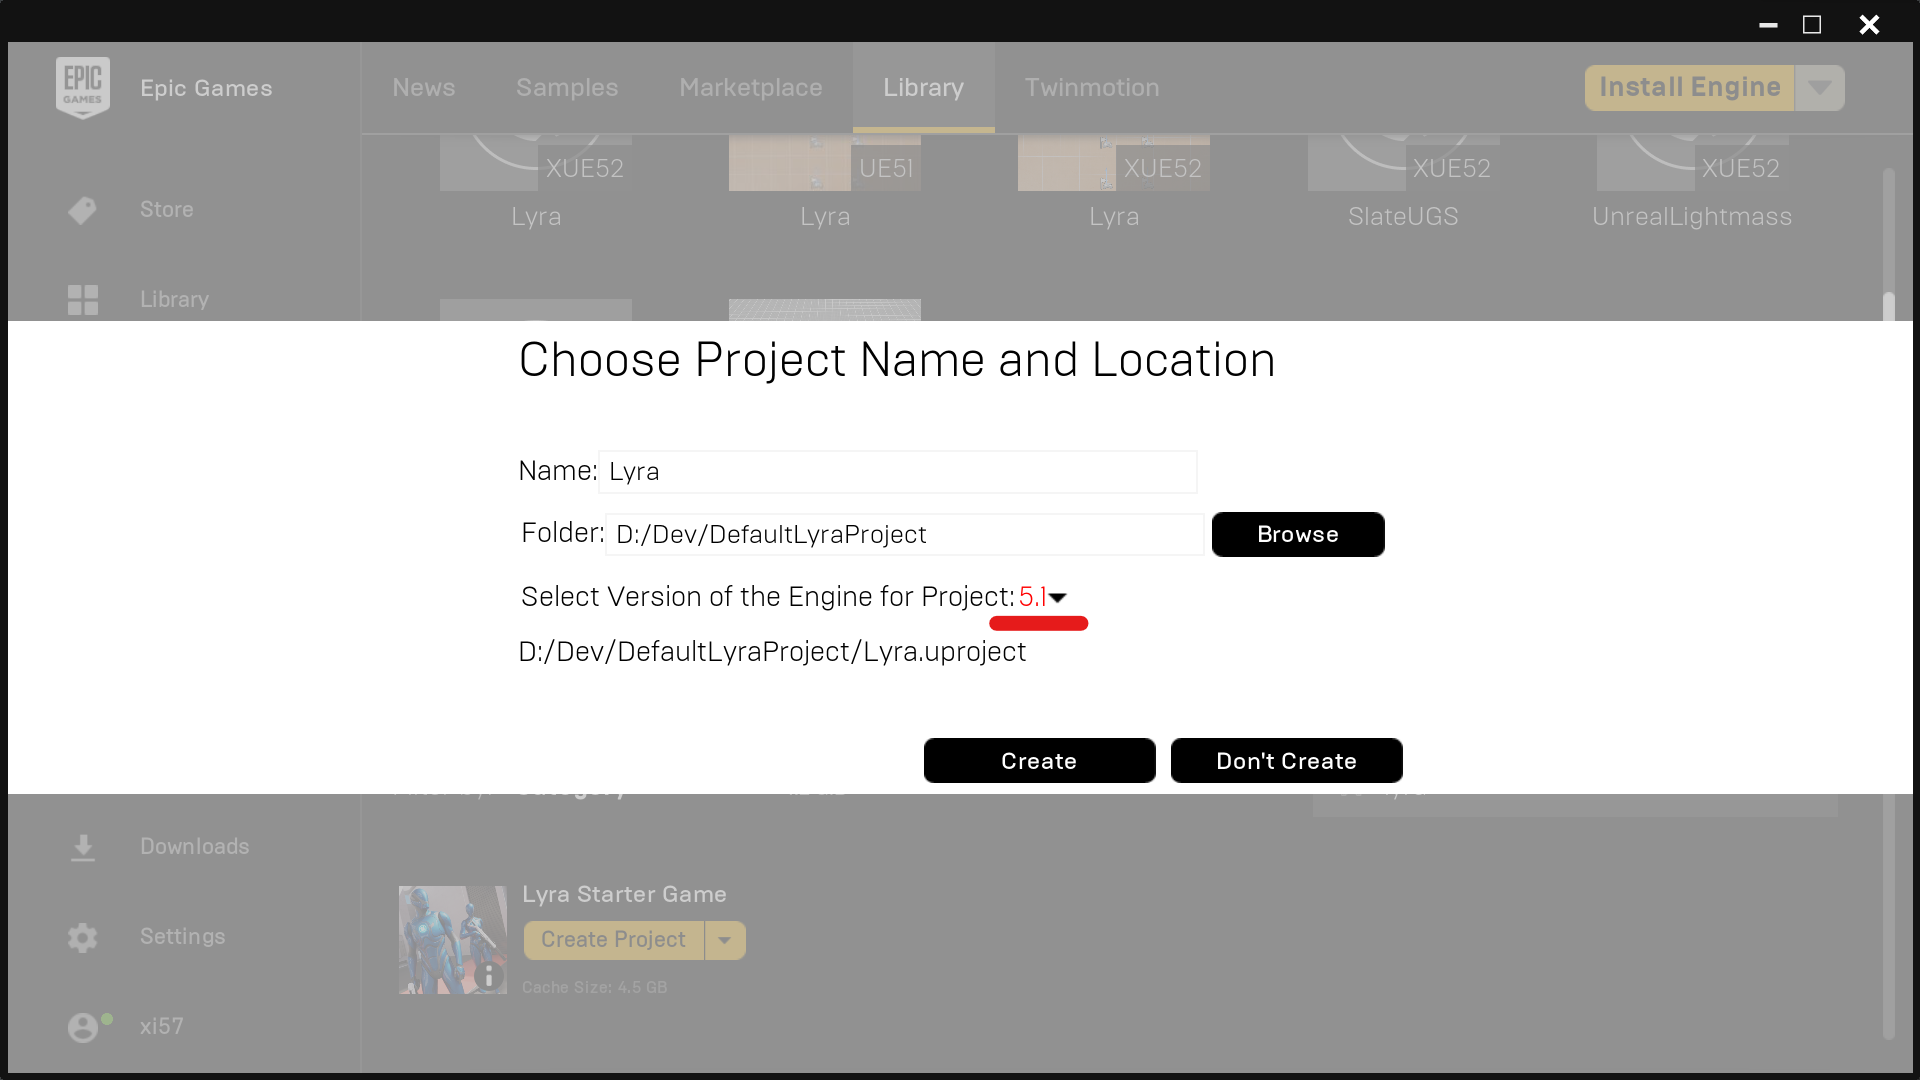 EPIC GAMES
Epic Games
News
Samples
Marketplace
Library
Twinmotion
Install Engine
XUE52
UE51
XUE52
XUE52
XUE52
Lyra
Lyra
Lyra
SlateUGS
UnrealLightmass
Store
Library
Choose Project Name and Location
Name: Lyra
Folder: D:/Dev/DefaultLyraProject
Browse
Select Version of the Engine for Project: 5.1
D:/Dev/DefaultLyraProject/Lyra.uproject
Create
Don't Create
Downloads
Lyra Starter Game
Create Project
Settings
Cache Size: 4.5 GB
xi57